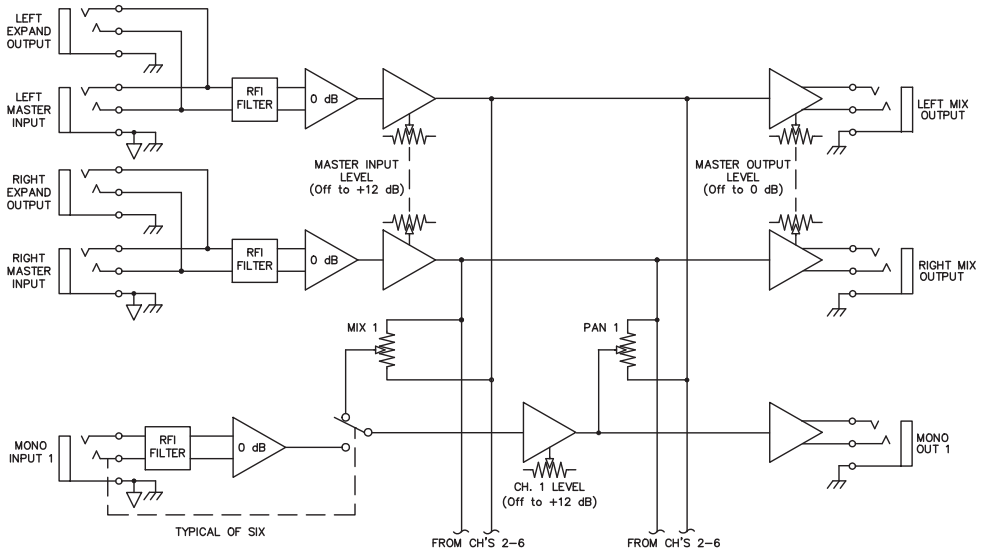 LEFT
EXPAND
OUTPUT
LEFT
MASTER
INPUT
RFI
FILTER
0 dB
MASTER INPUT
LEVEL
(Off to +12 dB)
MASTER OUTPUT
LEVEL
(Off to 0 dB)
LEFT MIX
OUTPUT
RIGHT
EXPAND
OUTPUT
RIGHT
MASTER
INPUT
RFI
FILTER
0 dB
RIGHT MIX
OUTPUT
MIX 1
PAN 1
MONO
INPUT 1
RFI
FILTER
0 dB
CH. 1 LEVEL
(Off to +12 dB)
MONO
OUT 1
TYPICAL OF SIX
FROM CH'S 2-6
FROM CH'S 2-6